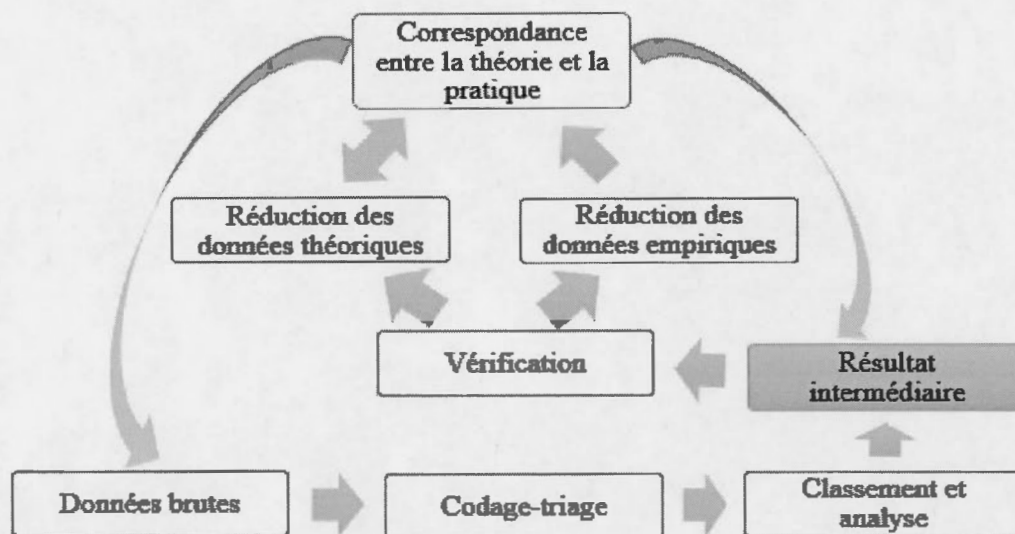 Correspondance
entre la théorie et la
pratique
Réduction des
données théoriques
Réduction des
données empiriques
Vérification
Résultat
intermédiaire
Données brutes
Codage-triage
Classement et
analyse